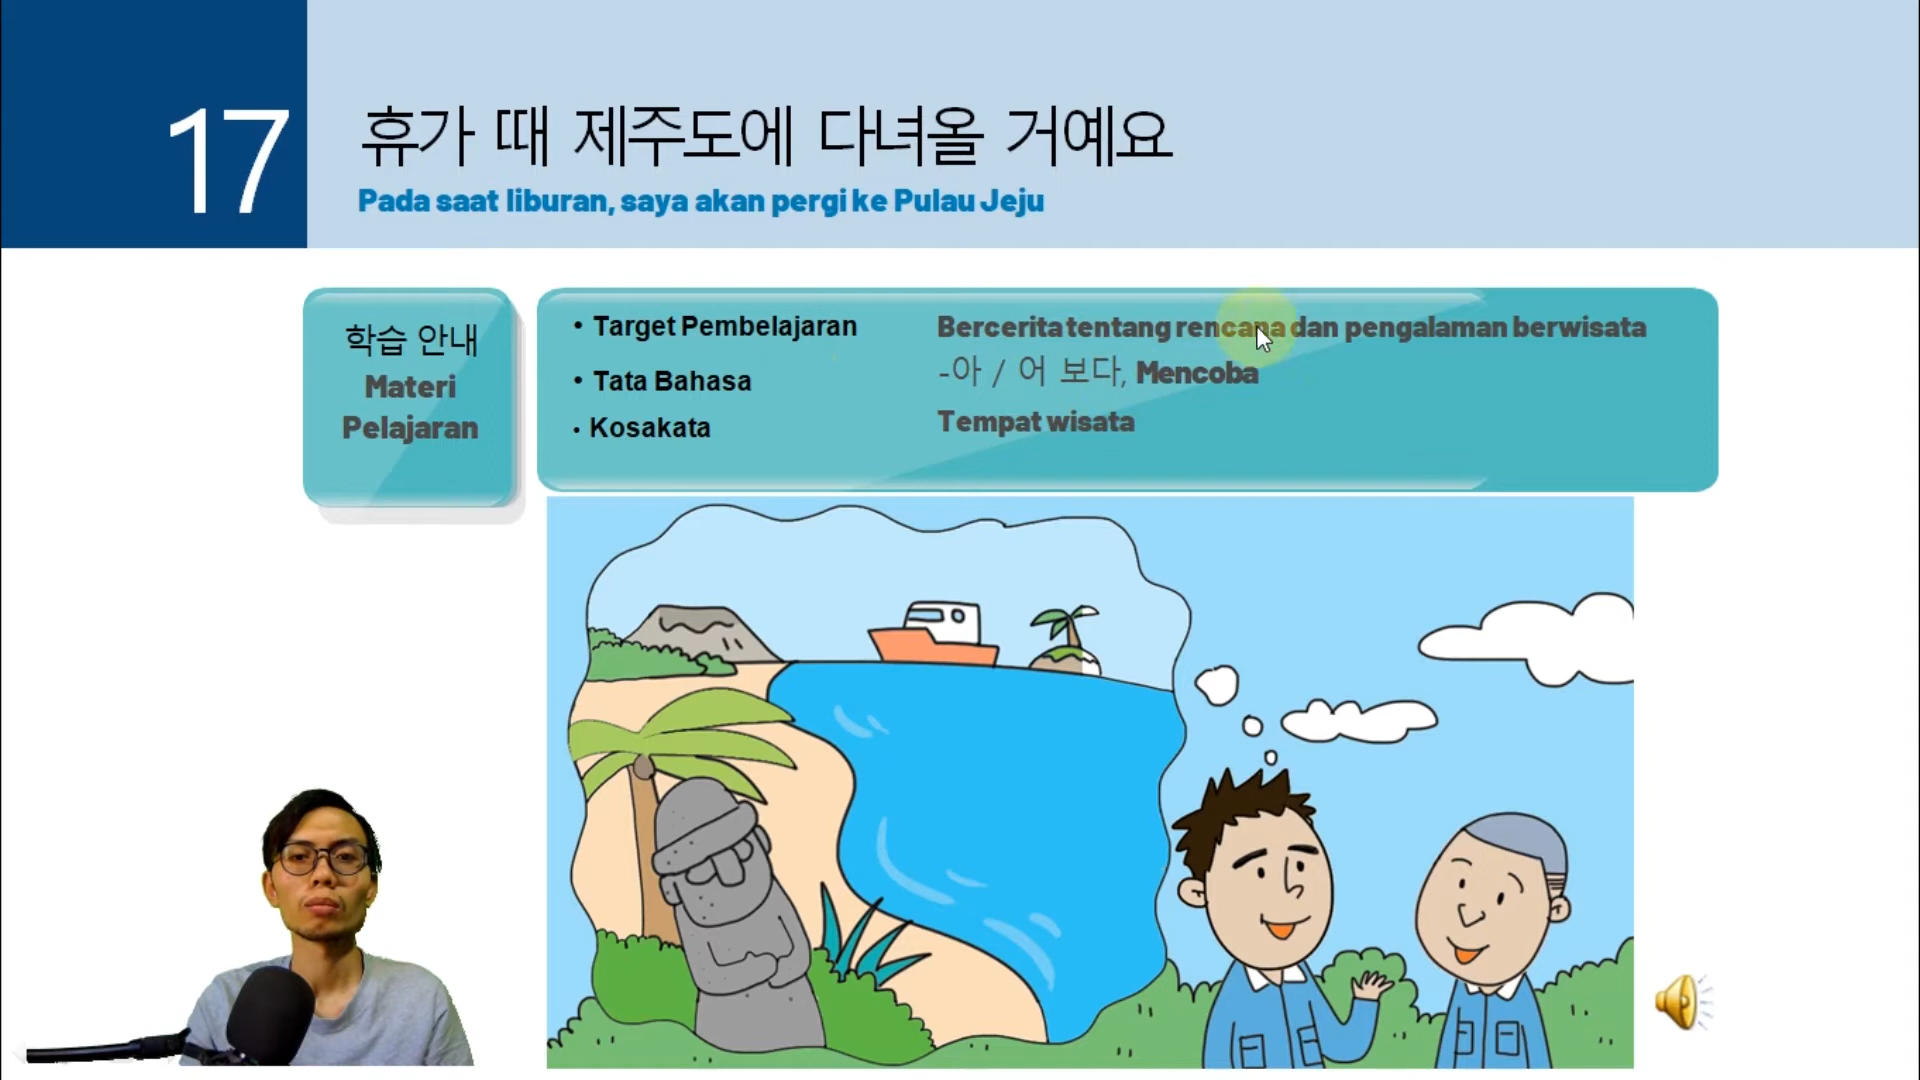 17
휴가 때 제주도에 다녀올 거예요
Pada saat liburan, saya akan pergi ke Pulau Jeju
학습 안내
Materi
Pelajaran
• Target Pembelajaran
Bercerita tentang rencana dan pengalaman berwisata
• Tata Bahasa
-아 / 어 보다, Mencoba
• Kosakata
Tempat wisata